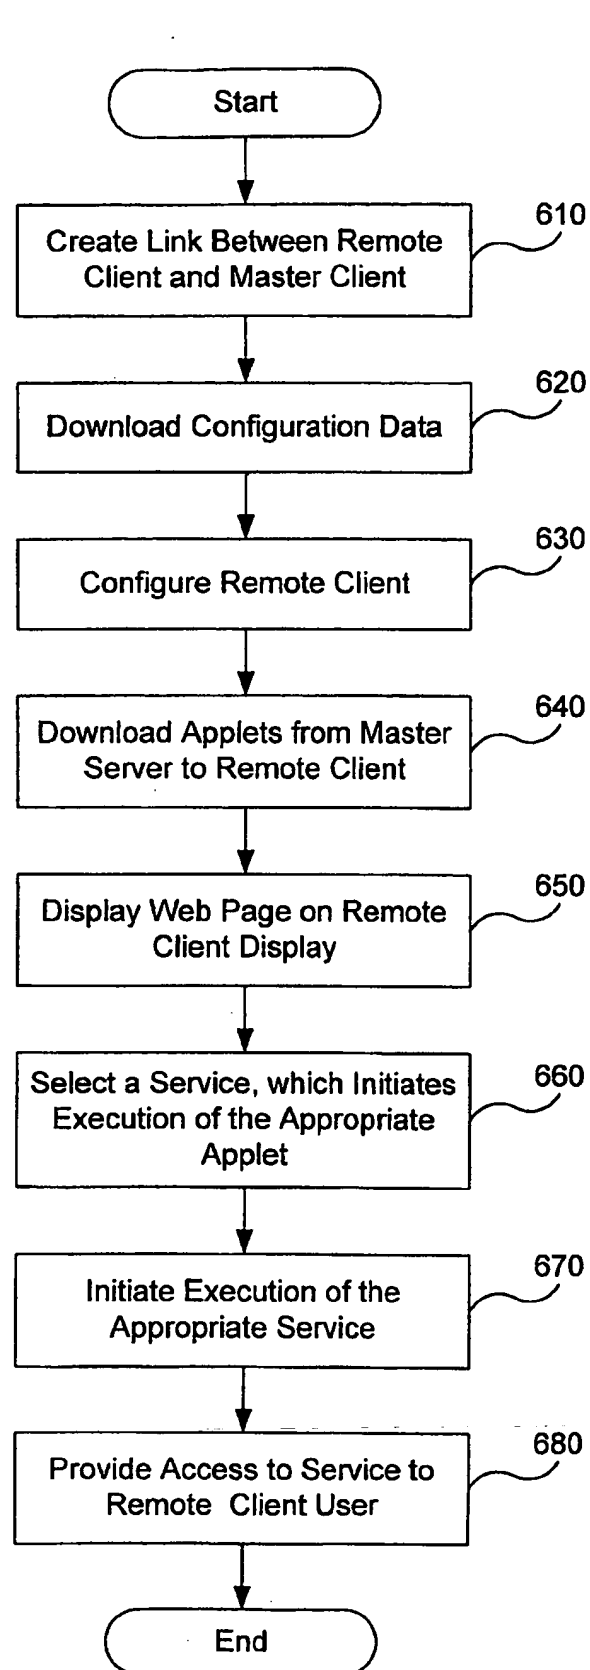 Start
610
Create Link Between Remote
Client and Master Client
620
Download Configuration Data
630
Configure Remote Client
640
Download Applets from Master
Server to Remote Client
650
Display Web Page on Remote
Client Display
660
Select a Service, which Initiates
Execution of the Appropriate
Applet
670
Initiate Execution of the
Appropriate Service
680
Provide Access to Service to
Remote Client User
End